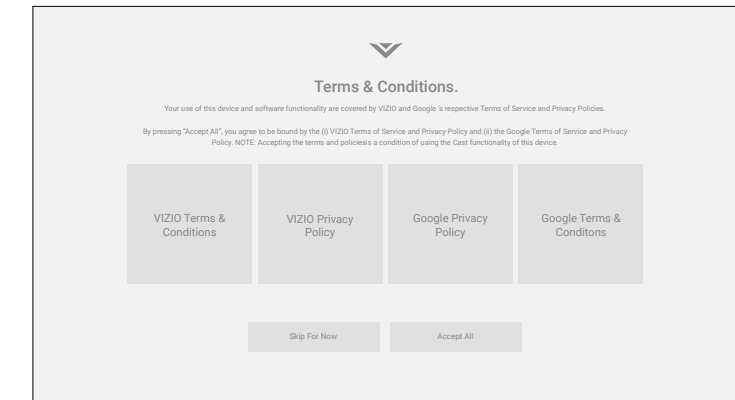 Terms & Conditions.
Your use of this device and software functionality are covered by VIZIO and Google 's respective Terms of Service and Privacy Policies.
By pressing "Accept All", you agree to be bound by the (i) VIZIO Terms of Service and Privacy Policy and (ii) the Google Terms of Service and Privacy
Policy. NOTE: Accepting the terms and policiesis a condition of using the Cast functionality of this device.
VIZIO Terms &
Conditions
VIZIO Privacy
Policy
Google Privacy
Policy
Google Terms &
Conditons
Skip For Now
Accept All